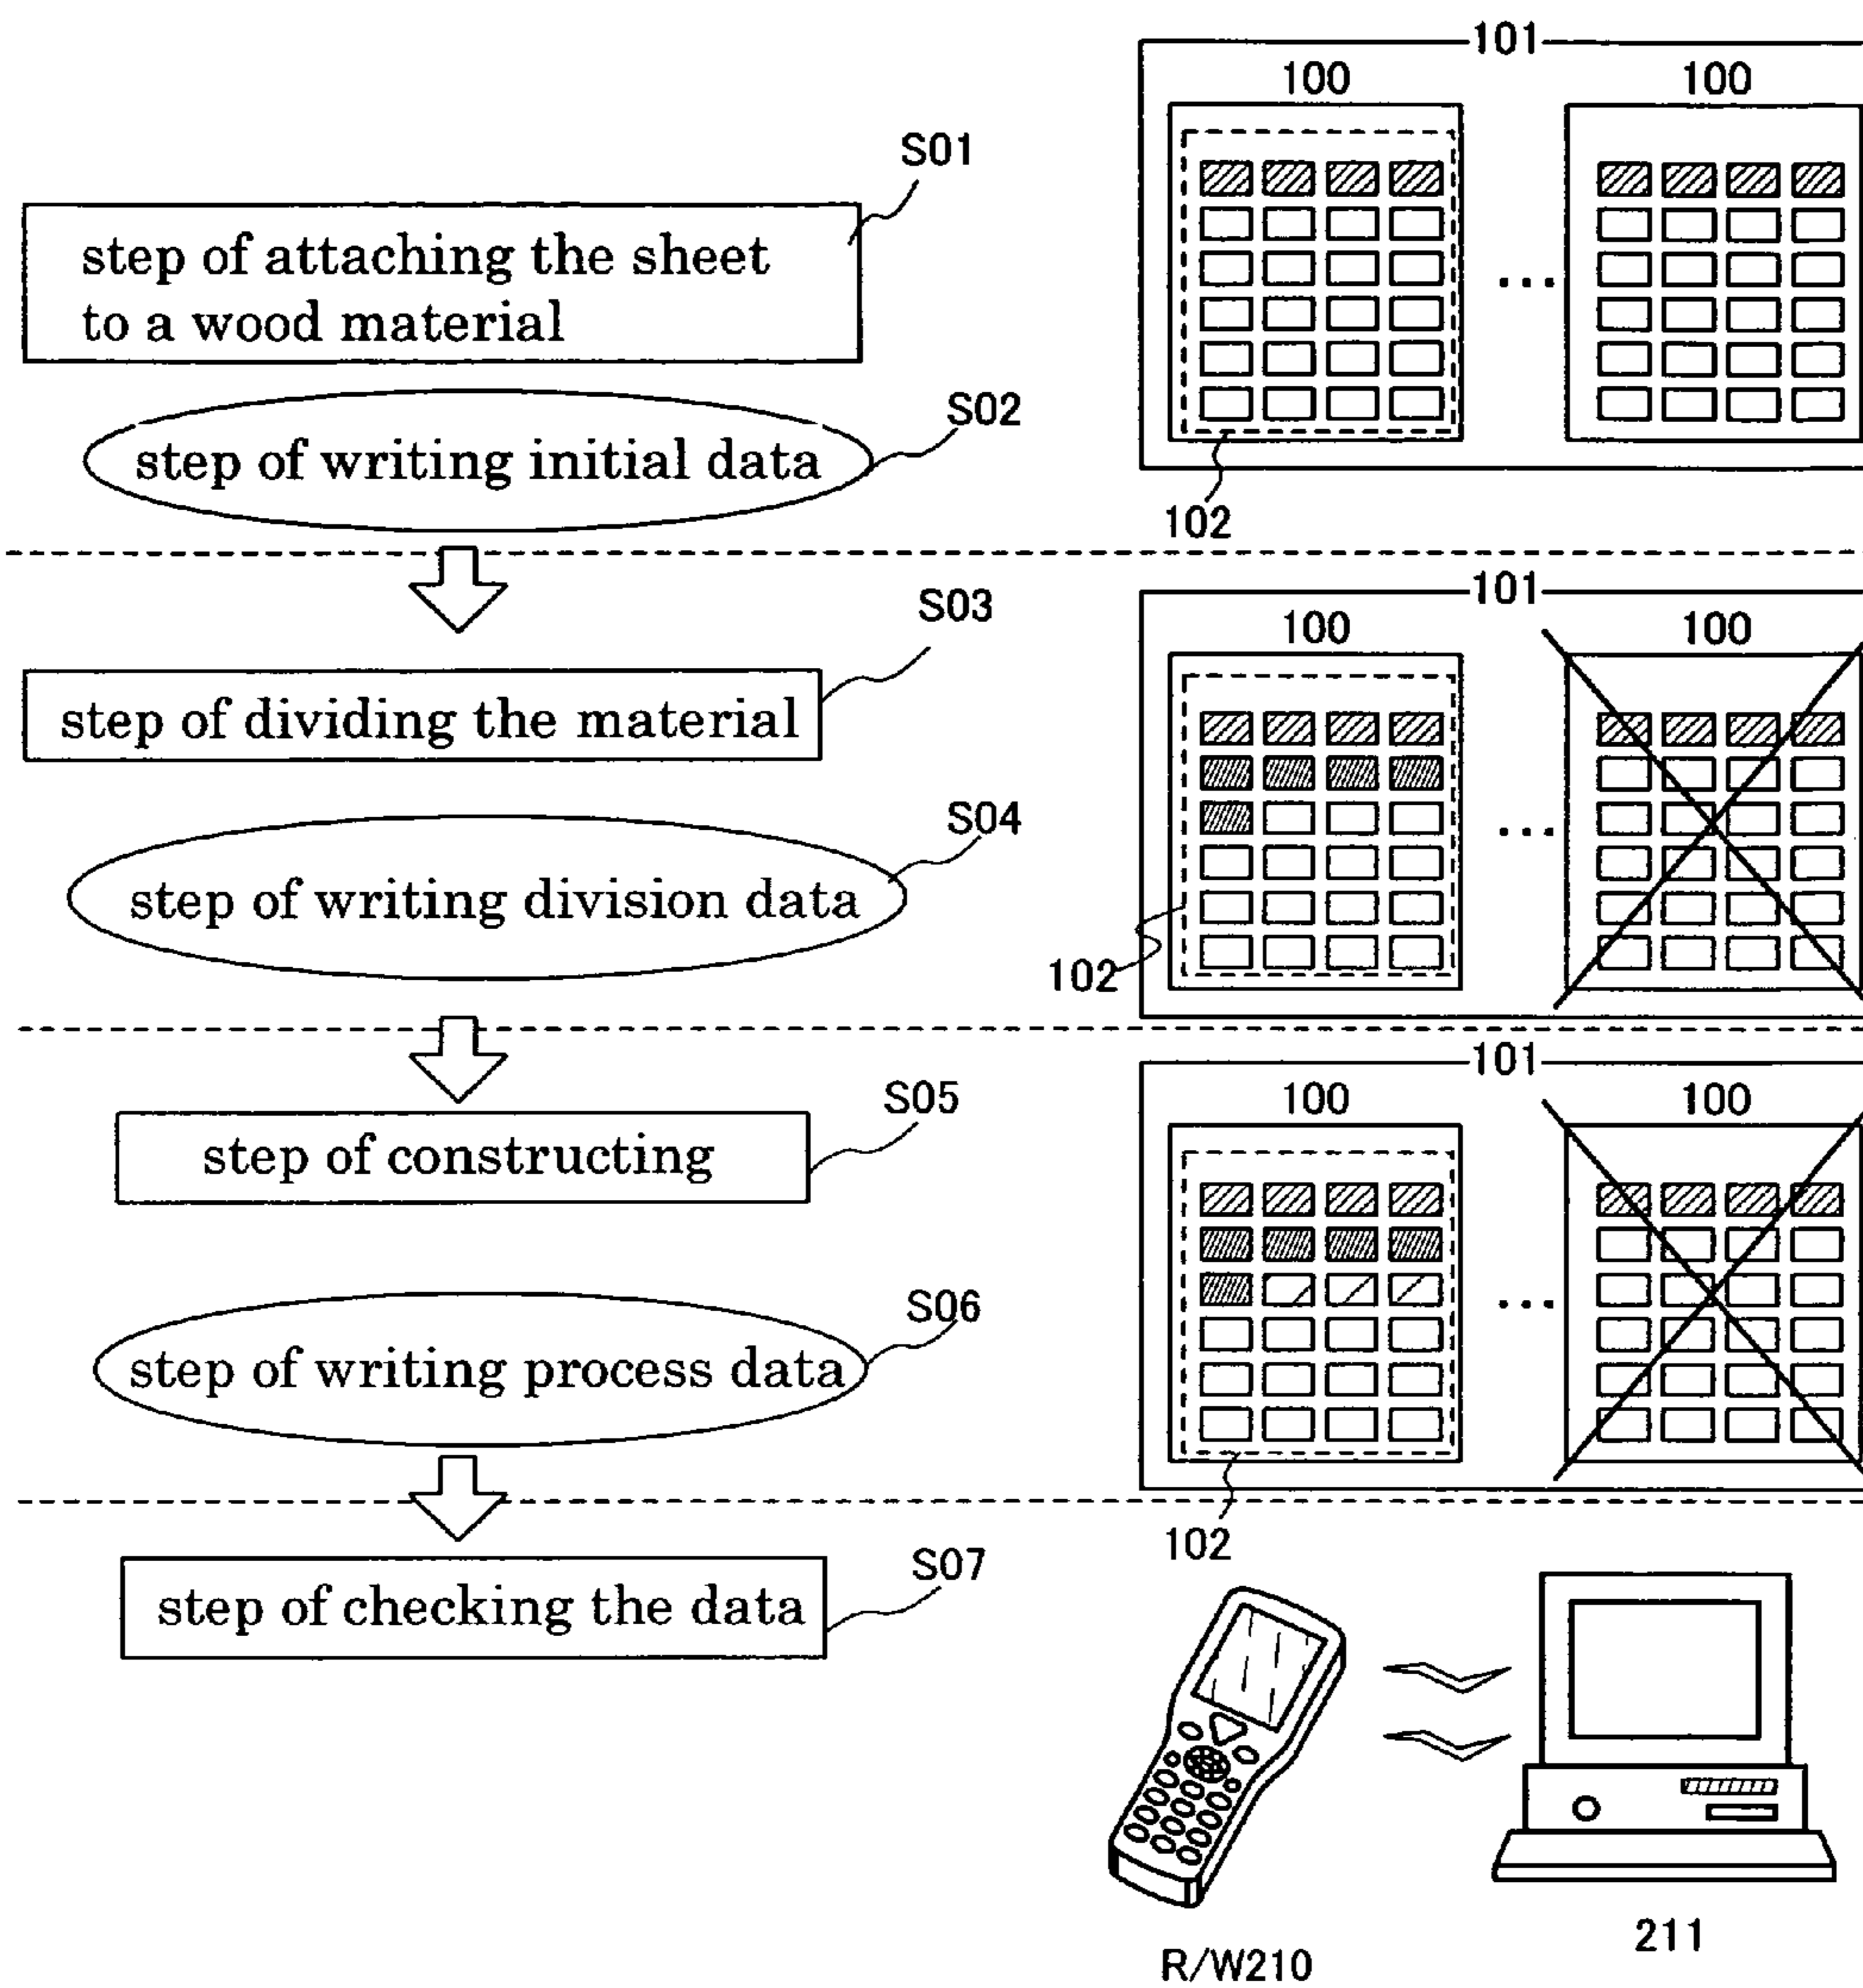 101
100 100
S01
step of attaching the sheet
to a wood material
S02
step of writing initial data
102
101
S03
100 100
step of dividing the material
...
S04
step of writing division data
102
101
S05
100 100
step of constructing
...
S06
step of writing process data
102
S07
step of checking the data
211
R/W210